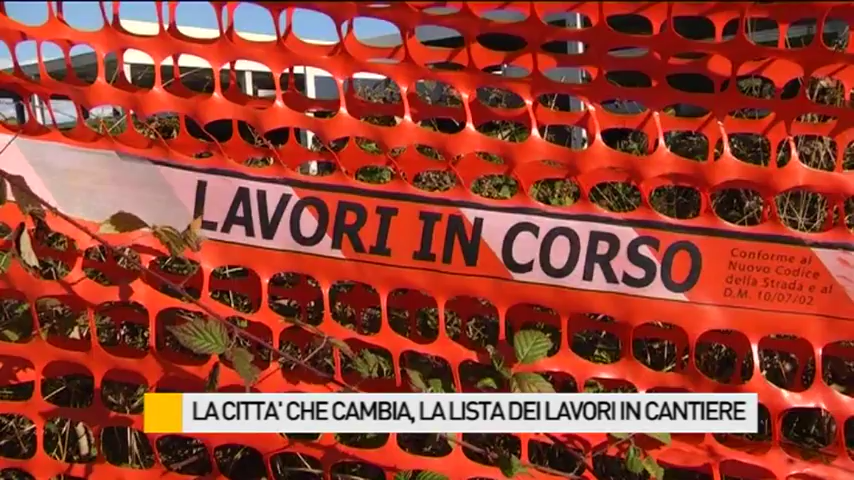 LAVORI IN CORSO
Conforme al
Nuovo Codice
della Strada e al
D.M. 10/07/02
LA CITTA' CHE CAMBIA, LA LISTA DEI LAVORI IN CANTIERE